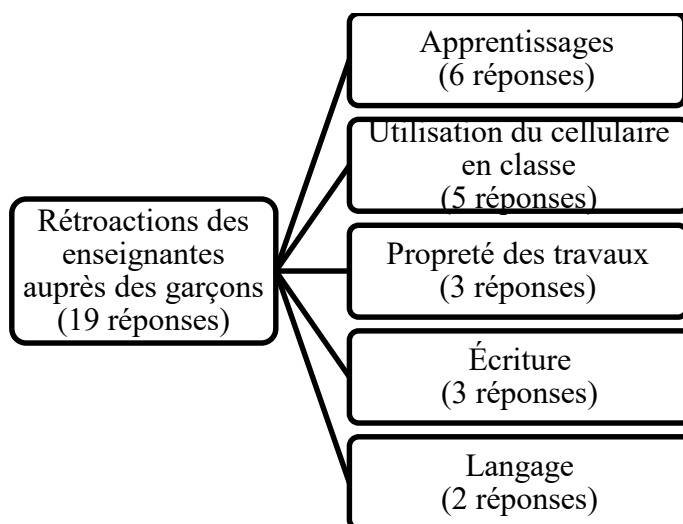 Rétroactions des
enseignantes
auprès des garçons
(19 réponses)
Apprentissages
(6 réponses)
Utilisation du cellulaire
en classe
(5 réponses)
Propreté des travaux
(3 réponses)
Écriture
(3 réponses)
Langage
(2 réponses)